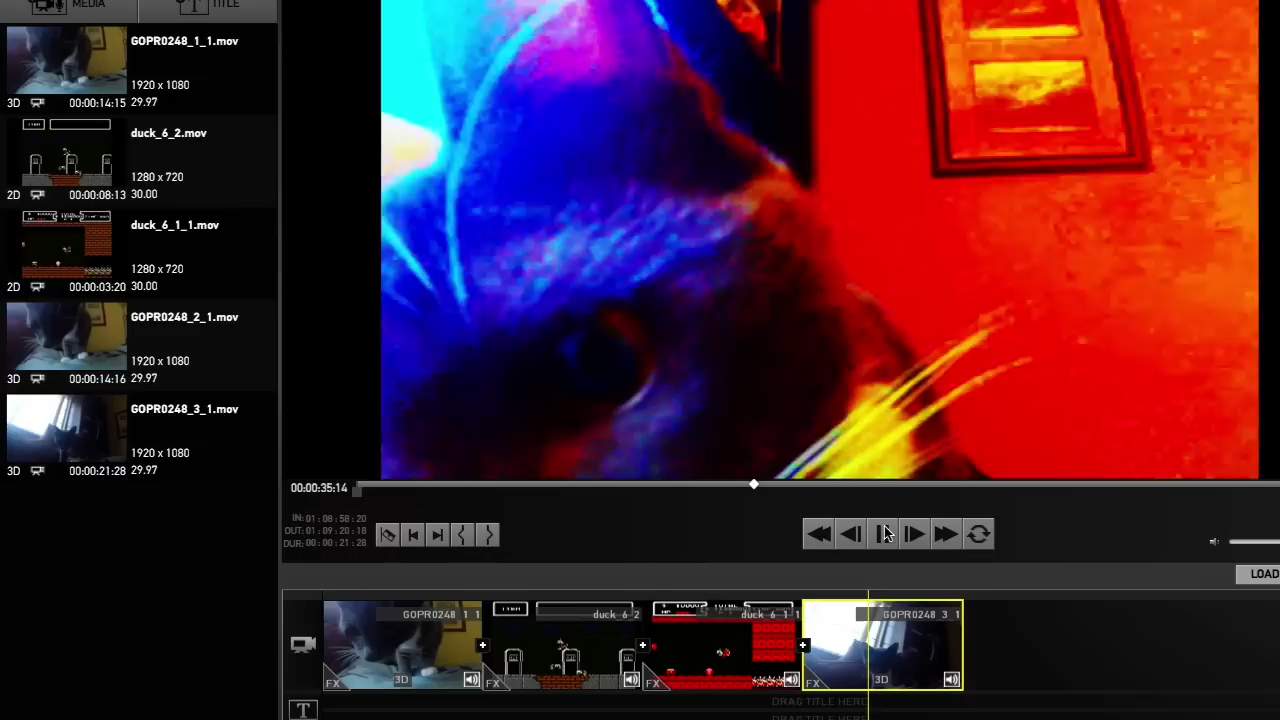 MEDIA
TITLE
GOPR0248_1_1.mov
1920 x 1080
3D 00:00:14:15 29.97
duck_6_2.mov
1280 x 720
2D 00:00:08:13 30.00
duck_6_1_1.mov
1280 x 720
2D 00:00:03:20 30.00
GOPR0248_2_1.mov
1920 x 1080
3D 00:00:14:16 29.97
GOPR0248_3_1.mov
1920 x 1080
3D 00:00:21:28 29.97
00:00:35:14
IN: 01:08:58:20
OUT: 01:09:20:18
DUR: 00:00:21:28
LOAD
GOPR0248 1 1
duck 6 2
duck 6 1 1
GOPR0248 3 1
FX 3D
FX
FX
FX 3D
T DRAG TITLE HERE
DRAG TITLE HERE